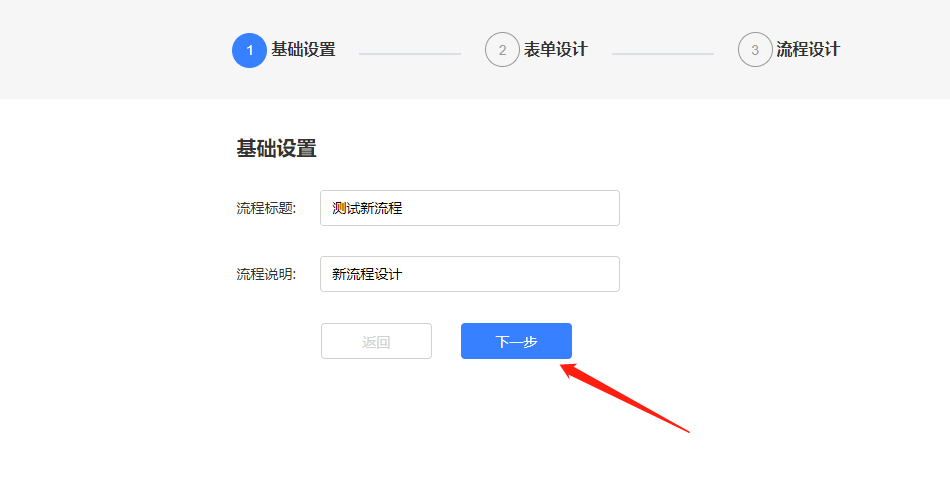 1 基础设置 2 表单设计 3 流程设计
基础设置
流程标题: 测试新流程
流程说明: 新流程设计
返回 下一步